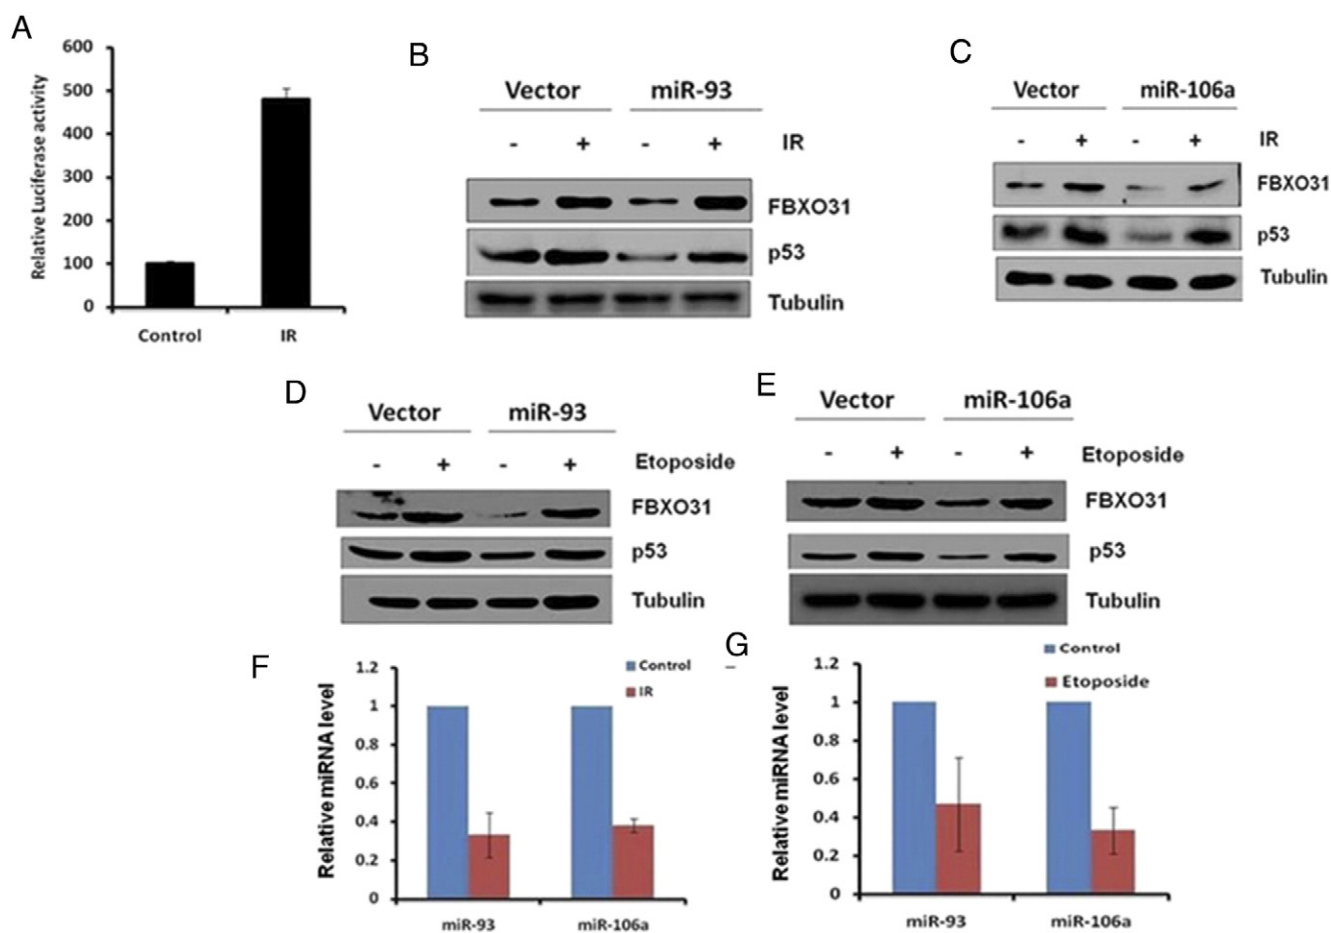 A
Relative Luciferase activity
600
500
400
300
200
100
0
Control IR
B
Vector miR-93
- + - + IR
FBXO31
p53
Tubulin
C
Vector miR-106a
- + - + IR
FBXO31
p53
Tubulin
D
Vector miR-93
- + - + Etoposide
FBXO31
p53
Tubulin
E
Vector miR-106a
- + - + Etoposide
FBXO31
p53
Tubulin
F
Relative miRNA level
1.2
1
0.8
0.6
0.4
0.2
0
Control
IR
miR-93 miR-106a
G
Relative miRNA level
1.2
1
0.8
0.6
0.4
0.2
0
Control
Etoposide
miR-93 miR-106a